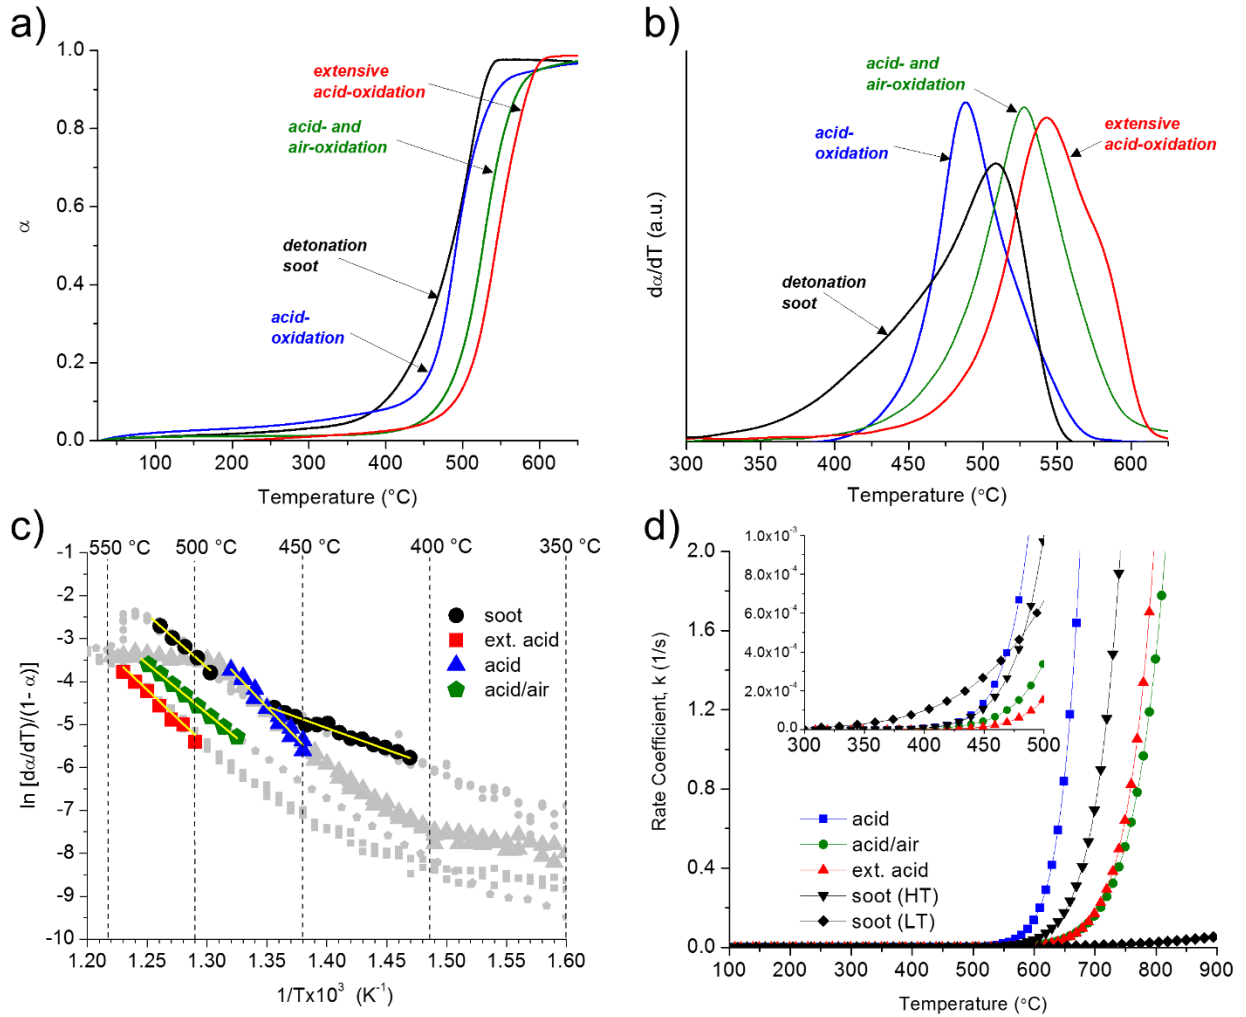 a)
1.0
0.8
0.6
0.4
0.2
0.0
α
extensive
acid-oxidation
acid- and
air-oxidation
detonation
soot
acid-
oxidation
100 200 300 400 500 600
Temperature (°C)
b)
dα/dT (a.u.)
acid- and
air-oxidation
acid-
oxidation
extensive
acid-oxidation
detonation
soot
300 350 400 450 500 550 600
Temperature (°C)
c)
550 °C 500 °C 450 °C 400 °C 350 °C
-1
-2
-3
-4
-5
-6
-7
-8
-9
-10
ln [dα/dT)/(1- α)]
soot
ext. acid
acid
acid/air
1.20 1.25 1.30 1.35 1.40 1.45 1.50 1.55 1.60
1/Tx10³ (K⁻¹)
d)
2.0
1.6
1.2
0.8
0.4
0.0
Rate Coefficient, k (1/s)
1.0x10⁻³
8.0x10⁻⁴
6.0x10⁻⁴
4.0x10⁻⁴
2.0x10⁻⁴
0.0
300 350 400 450 500
acid
acid/air
ext. acid
soot (HT)
soot (LT)
100 200 300 400 500 600 700 800 900
Temperature (°C)